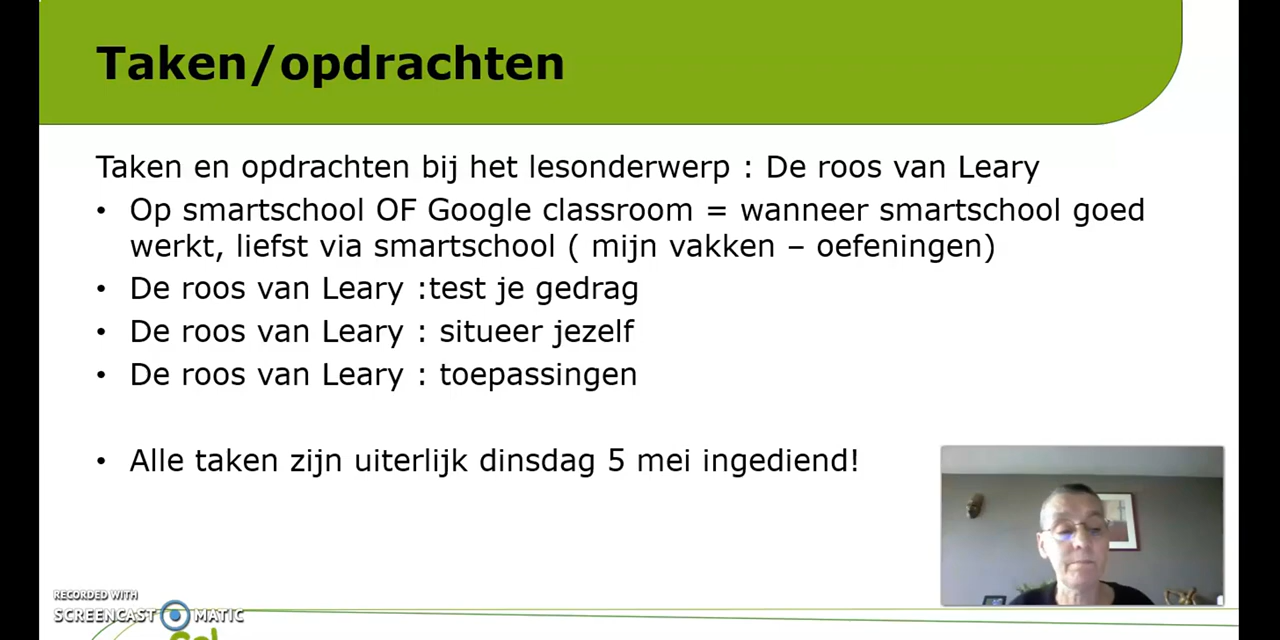 Taken/opdrachten
Taken en opdrachten bij het lesonderwerp : De roos van Leary
• Op smartschool OF Google classroom = wanneer smartschool goed
werkt, liefst via smartschool ( mijn vakken – oefeningen)
• De roos van Leary :test je gedrag
• De roos van Leary : situeer jezelf
• De roos van Leary : toepassingen
• Alle taken zijn uiterlijk dinsdag 5 mei ingediend!
RECORDED WITH
SCREENCAST MATIC